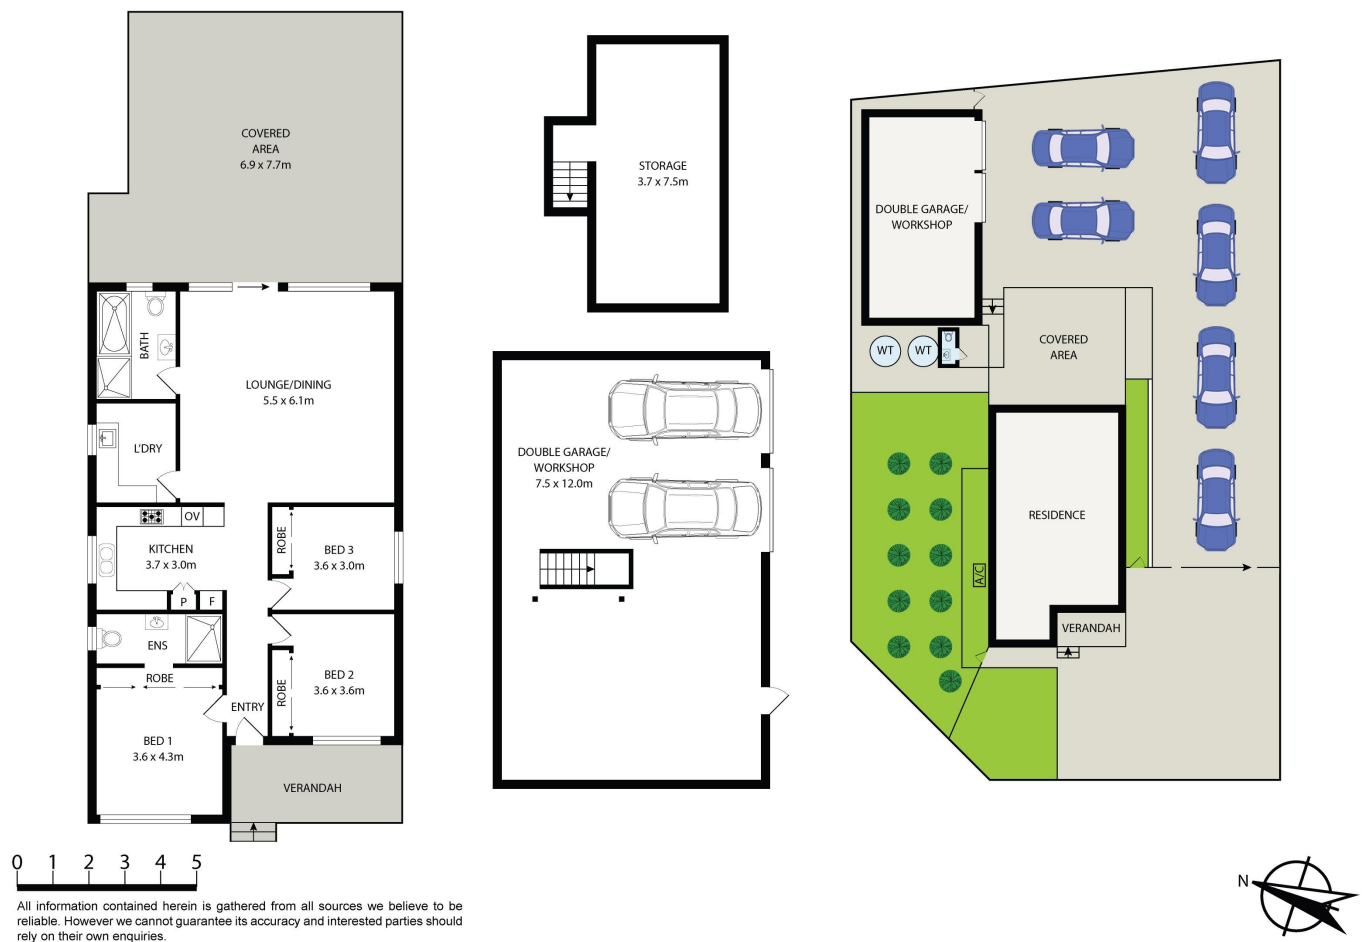 COVERED
AREA
6.9 x 7.7m
BATH
LOUNGE/DINING
5.5 x 6.1m
L'DRY
OV
KITCHEN
3.7 x 3.0m
P
F
ROBE
BED 3
3.6 x 3.0m
ENS
ROBE
ROBE
BED 2
3.6 x 3.6m
ENTRY
BED 1
3.6 x 4.3m
VERANDAH
STORAGE
3.7 x 7.5m
DOUBLE GARAGE/
WORKSHOP
7.5 x 12.0m
DOUBLE GARAGE/
WORKSHOP
WT
WT
COVERED
AREA
RESIDENCE
A/C
VERANDAH
0 1 2 3 4 5
All information contained herein is gathered from all sources we believe to be
reliable. However we cannot guarantee its accuracy and interested parties should
rely on their own enquiries.
N